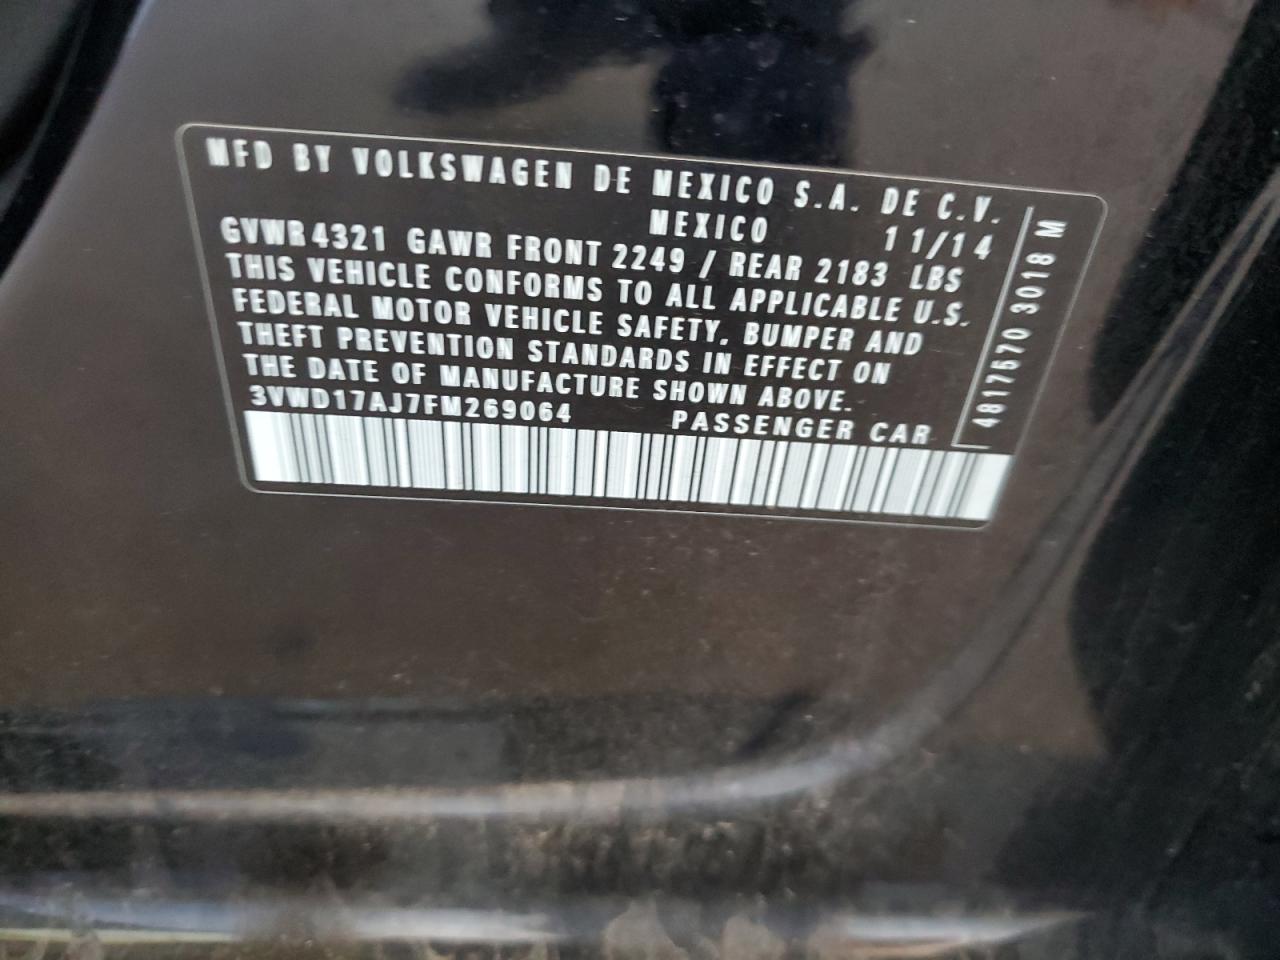 MFD BY VOLKSWAGEN DE MEXICO S.A. DE C.V.
MEXICO 11/14
GVWR 4321 GAWR FRONT 2249 / REAR 2183 LBS
THIS VEHICLE CONFORMS TO ALL APPLICABLE U.S.
FEDERAL MOTOR VEHICLE SAFETY, BUMPER AND
THEFT PREVENTION STANDARDS IN EFFECT ON
THE DATE OF MANUFACTURE SHOWN ABOVE.
3VWD17AJ7FM269064 PASSENGER CAR
4817570 3018 M